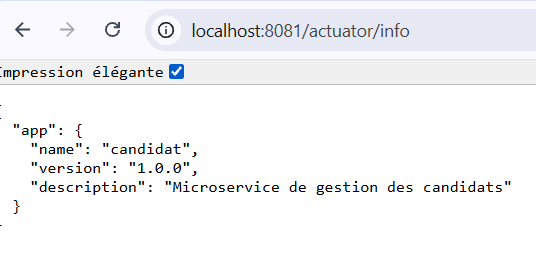 localhost:8081/actuator/info
Impression élégante
{
"app": {
"name": "candidat",
"version": "1.0.0",
"description": "Microservice de gestion des candidats"
}
}